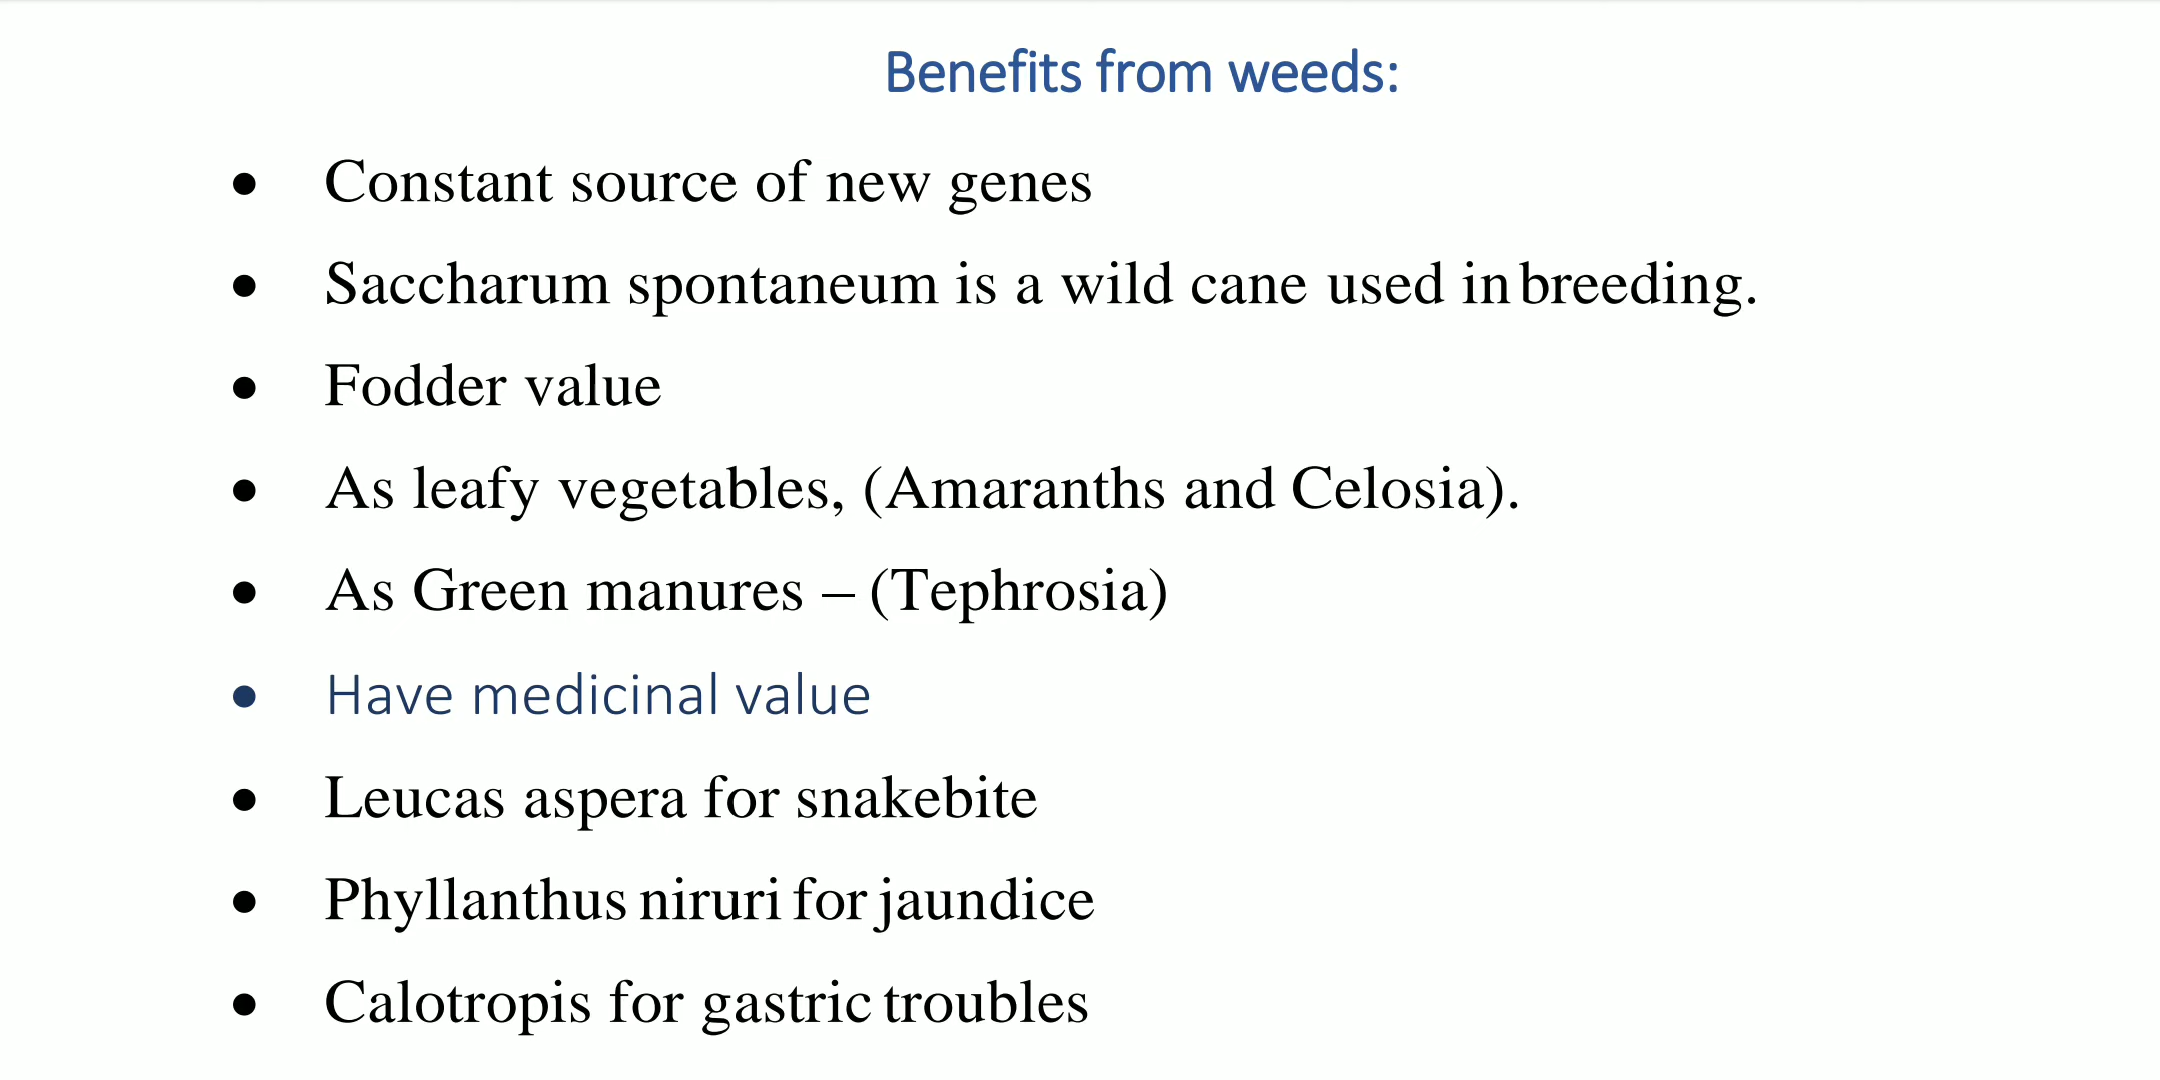 Benefits from weeds:
• Constant source of new genes
• Saccharum spontaneum is a wild cane used in breeding.
• Fodder value
• As leafy vegetables, (Amaranths and Celosia).
• As Green manures – (Tephrosia)
• Have medicinal value
• Leucas aspera for snakebite
• Phyllanthus niruri for jaundice
• Calotropis for gastric troubles